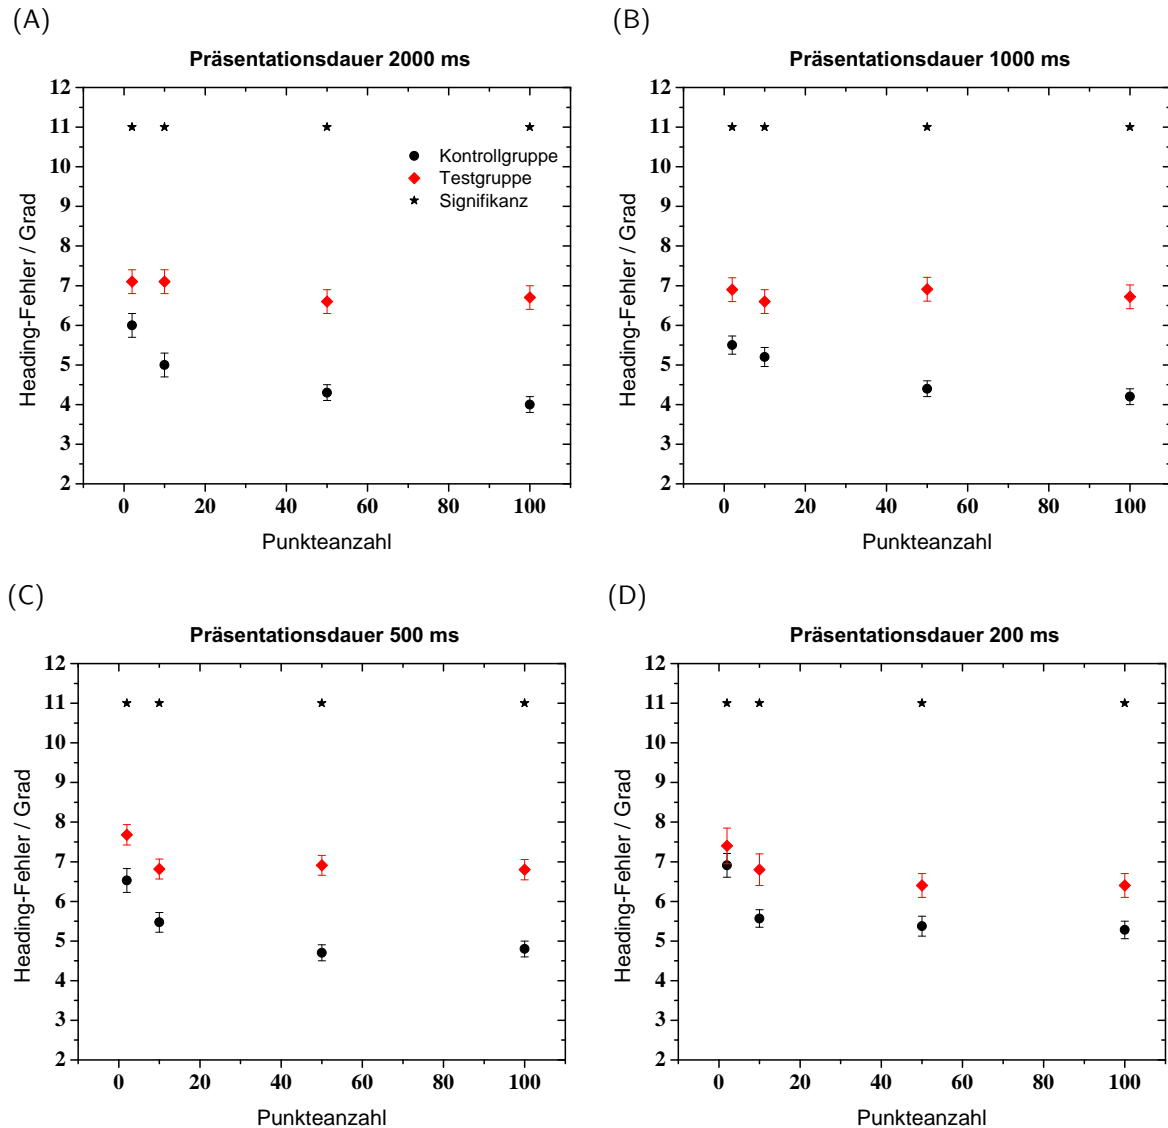 (A)
Präsentationsdauer 2000 ms
12
11
10
9
8
7
6
5
4
3
2
Heading-Fehler / Grad
Kontrollgruppe
Testgruppe
Signifikanz
0 20 40 60 80 100
Punkteanzahl
(B)
Präsentationsdauer 1000 ms
12
11
10
9
8
7
6
5
4
3
2
Heading-Fehler / Grad
0 20 40 60 80 100
Punkteanzahl
(C)
Präsentationsdauer 500 ms
12
11
10
9
8
7
6
5
4
3
2
Heading-Fehler / Grad
0 20 40 60 80 100
Punkteanzahl
(D)
Präsentationsdauer 200 ms
12
11
10
9
8
7
6
5
4
3
2
Heading-Fehler / Grad
0 20 40 60 80 100
Punkteanzahl